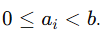 0 ≤ aᵢ < b.